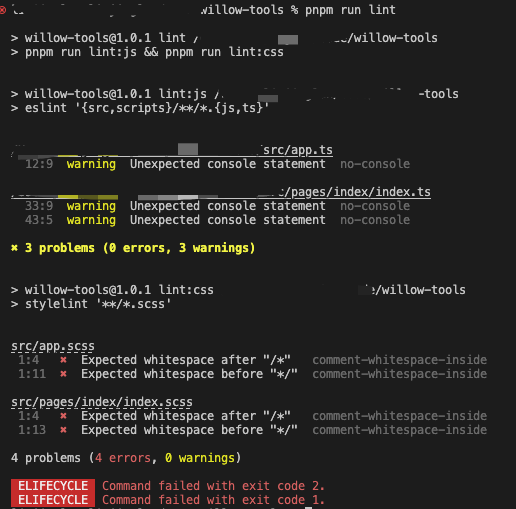 willow-tools % pnpm run lint
> willow-tools@1.0.1 lint /willow-tools
> pnpm run lint:js && pnpm run lint:css
> willow-tools@1.0.1 lint:js -tools
> eslint '{src,scripts}/**/*.{js,ts}'
/src/app.ts
12:9 warning Unexpected console statement no-console
/pages/index/index.ts
33:9 warning Unexpected console statement no-console
43:5 warning Unexpected console statement no-console
✖ 3 problems (0 errors, 3 warnings)
> willow-tools@1.0.1 lint:css /willow-tools
> stylelint '**/*.scss'
src/app.scss
1:4 ✖ Expected whitespace after "/*" comment-whitespace-inside
1:11 ✖ Expected whitespace before "*/" comment-whitespace-inside
src/pages/index/index.scss
1:4 ✖ Expected whitespace after "/*" comment-whitespace-inside
1:13 ✖ Expected whitespace before "*/" comment-whitespace-inside
4 problems (4 errors, 0 warnings)
ELIFECYCLE Command failed with exit code 2.
ELIFECYCLE Command failed with exit code 1.